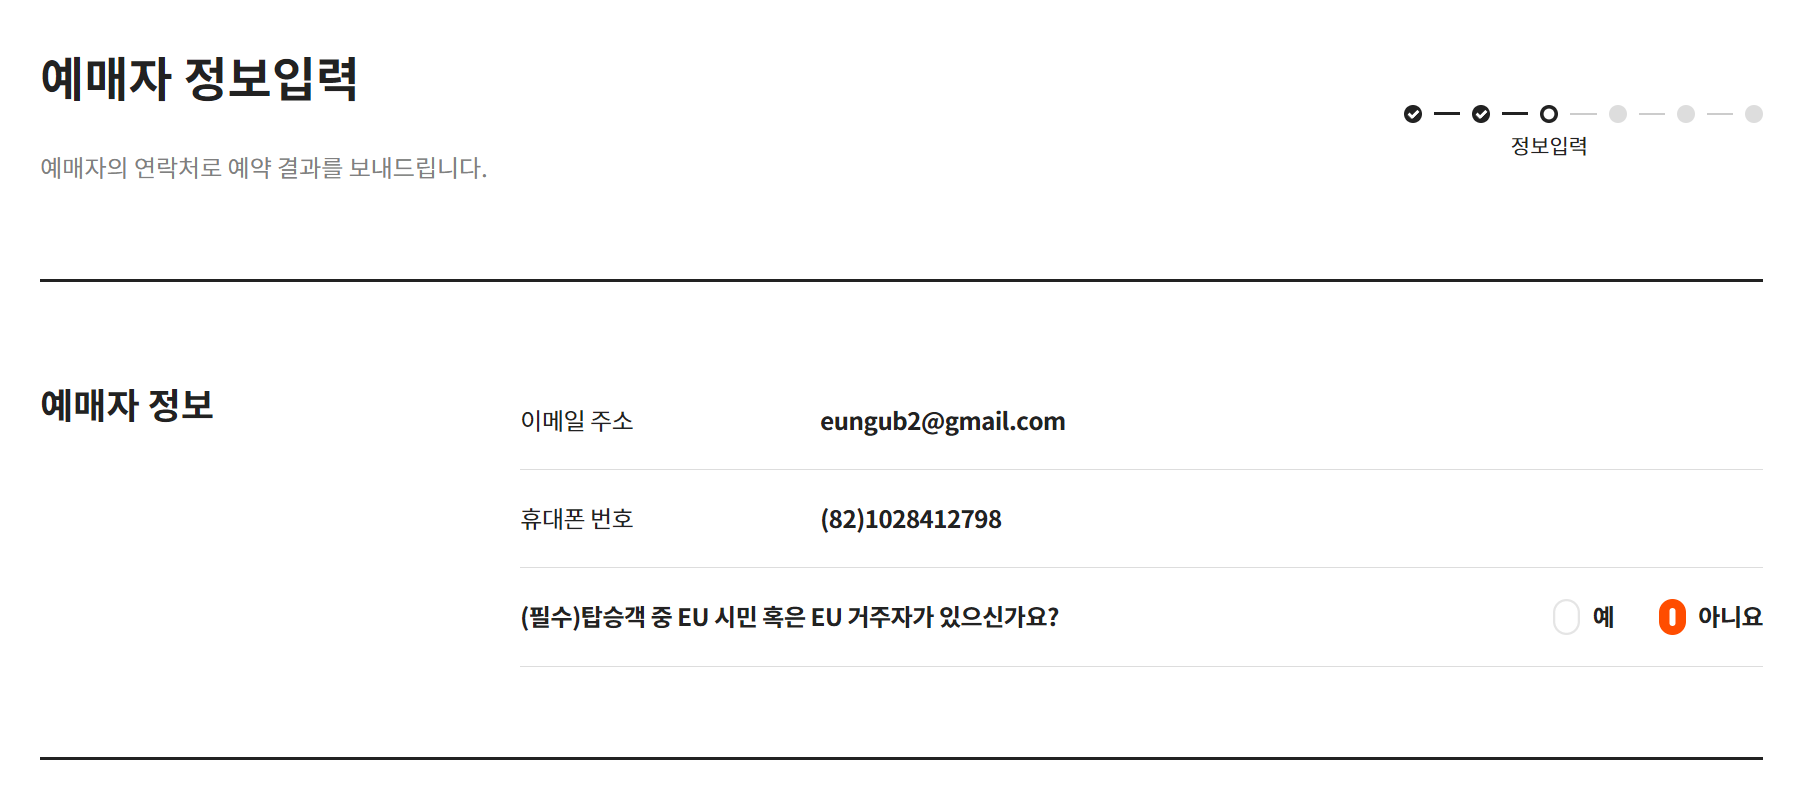 예매자 정보입력
정보입력
예매자의 연락처로 예약 결과를 보내드립니다.
예매자 정보
이메일 주소 eungub2@gmail.com
휴대폰 번호 (82)1028412798
(필수)탑승객 중 EU 시민 혹은 EU 거주자가 있으신가요? 예 아니요